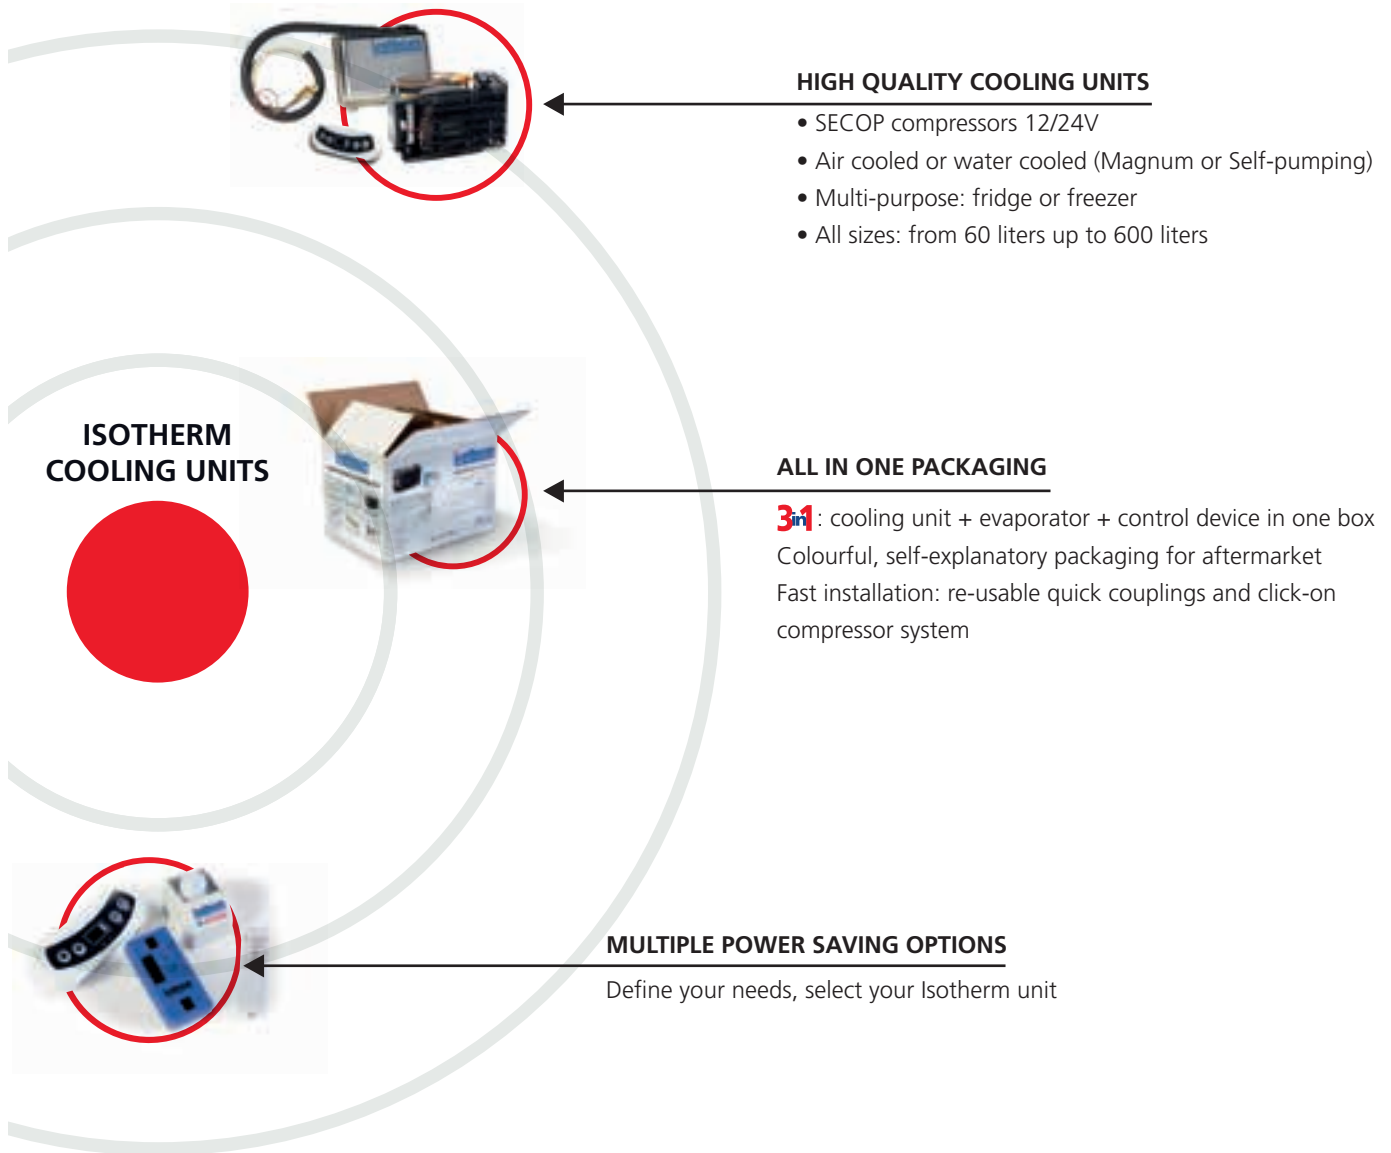 HIGH QUALITY COOLING UNITS
• SECOP compressors 12/24V
• Air cooled or water cooled (Magnum or Self-pumping)
• Multi-purpose: fridge or freezer
• All sizes: from 60 liters up to 600 liters
ISOTHERM
COOLING UNITS
ALL IN ONE PACKAGING
3in1 : cooling unit + evaporator + control device in one box
Colourful, self-explanatory packaging for aftermarket
Fast installation: re-usable quick couplings and click-on
compressor system
MULTIPLE POWER SAVING OPTIONS
Define your needs, select your Isotherm unit